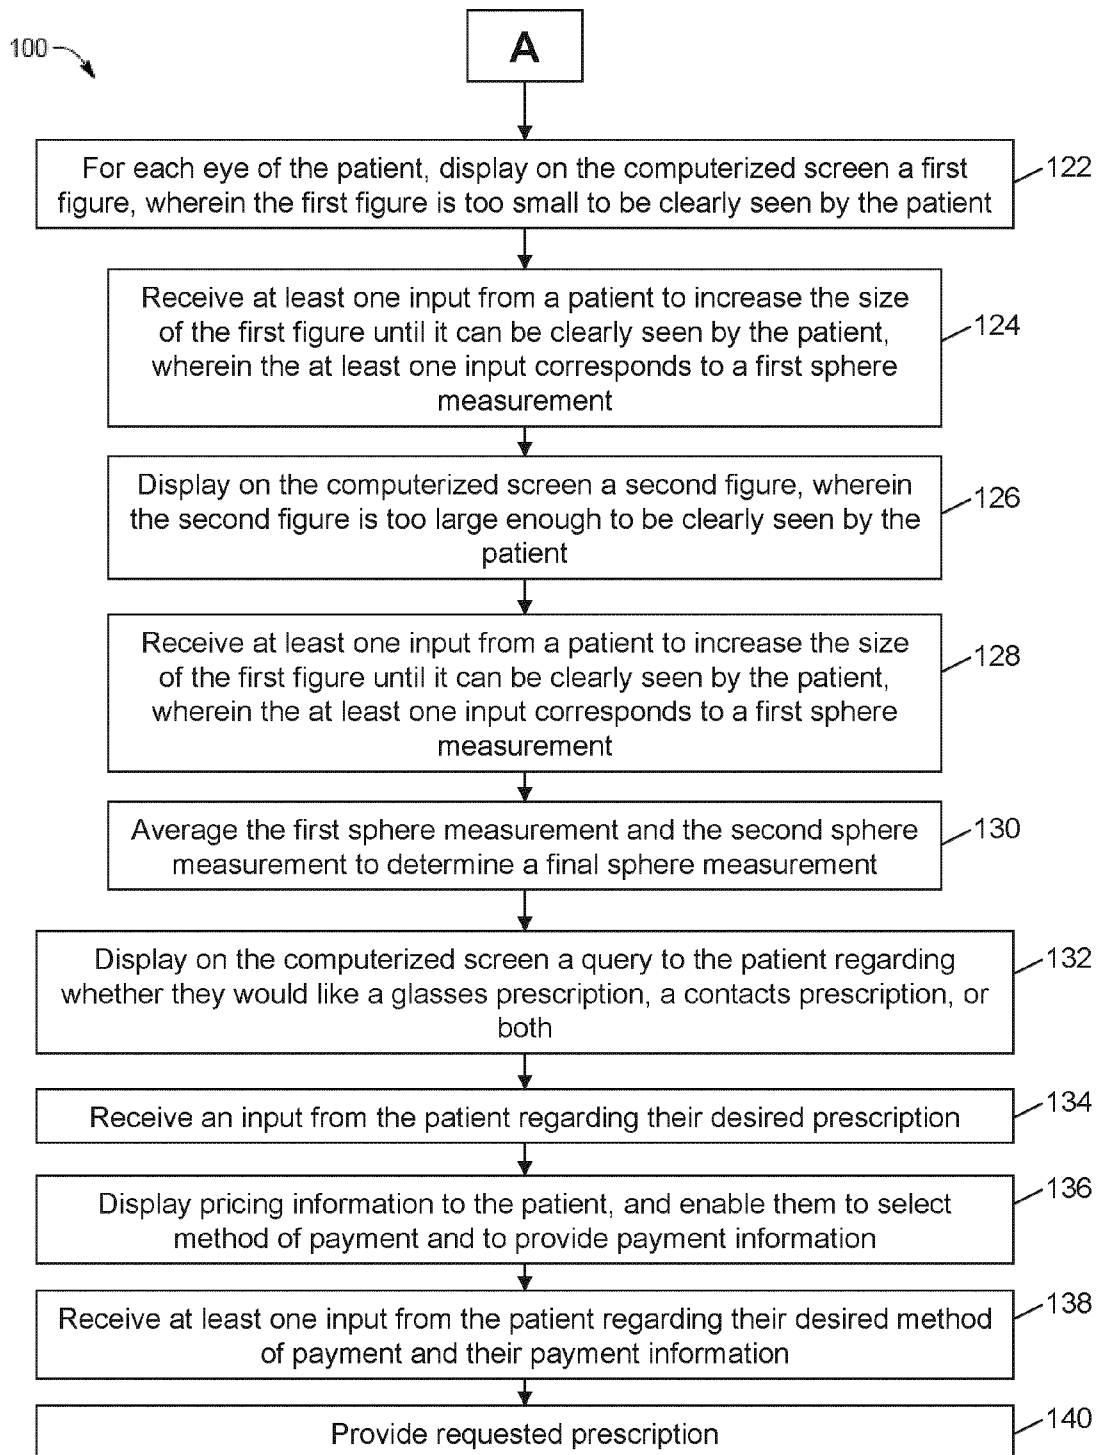 100
A
For each eye of the patient, display on the computerized screen a first
figure, wherein the first figure is too small to be clearly seen by the patient
122
Receive at least one input from a patient to increase the size
of the first figure until it can be clearly seen by the patient,
wherein the at least one input corresponds to a first sphere
measurement
124
Display on the computerized screen a second figure, wherein
the second figure is too large enough to be clearly seen by the
patient
126
Receive at least one input from a patient to increase the size
of the first figure until it can be clearly seen by the patient,
wherein the at least one input corresponds to a first sphere
measurement
128
Average the first sphere measurement and the second sphere
measurement to determine a final sphere measurement
130
Display on the computerized screen a query to the patient regarding
whether they would like a glasses prescription, a contacts prescription, or
both
132
Receive an input from the patient regarding their desired prescription
134
Display pricing information to the patient, and enable them to select
method of payment and to provide payment information
136
Receive at least one input from the patient regarding their desired method
of payment and their payment information
138
Provide requested prescription
140